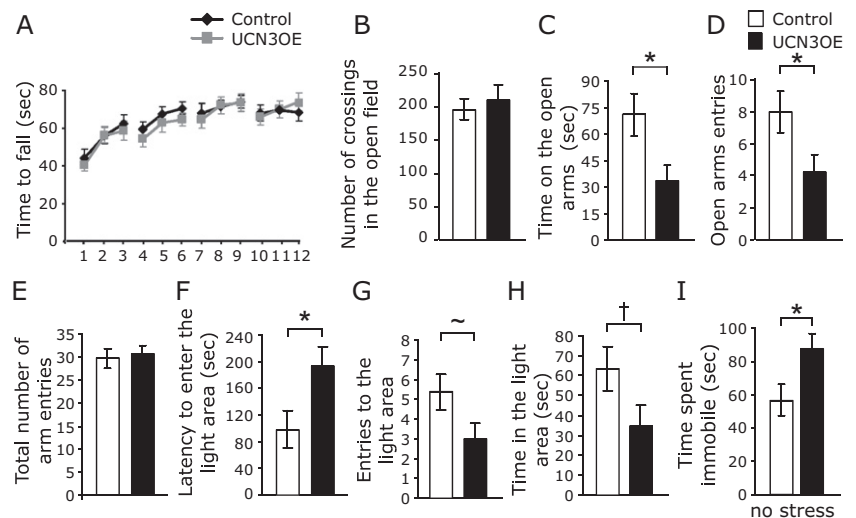 A
Control
UCN3OE
Time to fall (sec)
80
60
40
20
0
1 2 3 4 5 6 7 8 9 10 11 12
B
Number of crossings
in the open field
250
200
150
100
50
0
C
*
Time on the open
arms (sec)
90
75
60
45
30
15
0
D
Control
UCN3OE
*
Open arms entries
10
8
6
4
2
0
E
Total number of
arm entries
35
30
25
20
15
10
5
0
F
*
Latency to enter the
light area (sec)
240
200
160
120
80
40
0
G
~
Entries to the
light area
8
7
6
5
4
3
2
1
0
H
†
Time in the light
area (sec)
80
70
60
50
40
30
20
10
0
I
*
Time spent
immobile (sec)
100
80
60
40
20
0
no stress